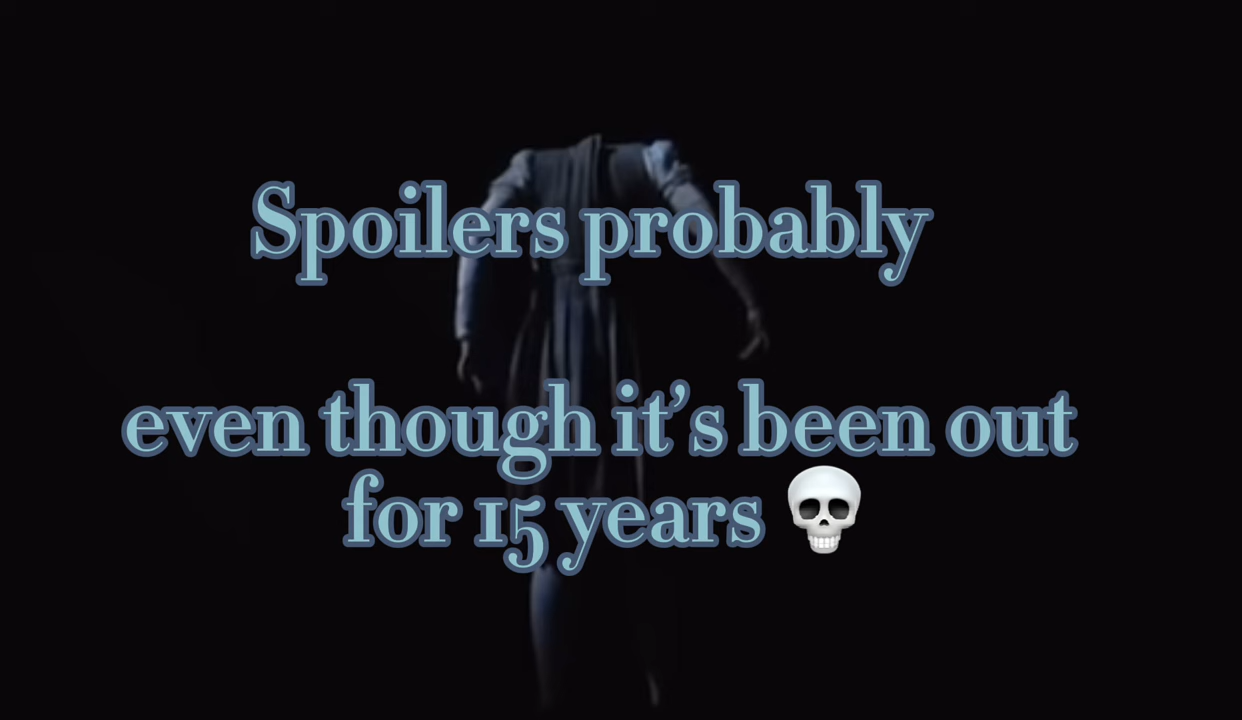 Spoilers probably
even though it’s been out
for 15 years 💀